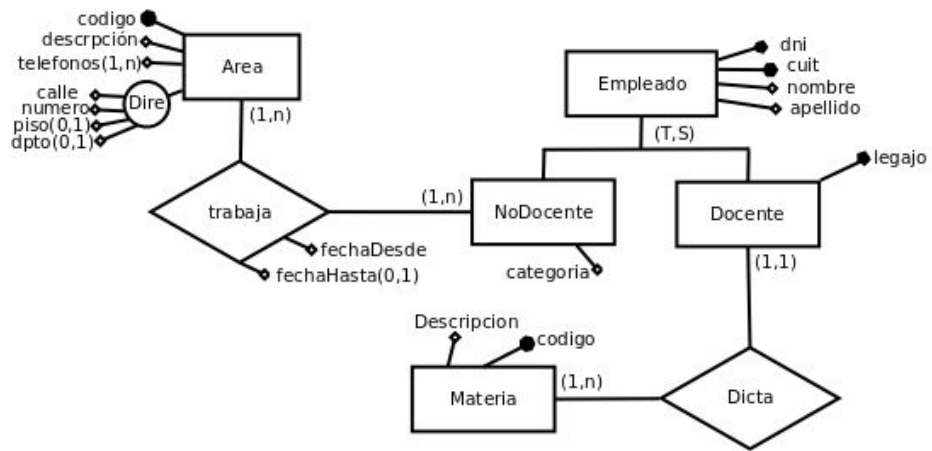 codigo
descrpción
telefonos(1,n)
calle
numero
piso(0,1)
dpto(0,1)
Dire
Area
(1,n)
trabaja
(1,n)
fechaDesde
fechaHasta(0,1)
Empleado
dni
cuit
nombre
apellido
(T,S)
NoDocente
categoria
Docente
legajo
(1,1)
Descripcion
codigo
Materia
(1,n)
Dicta